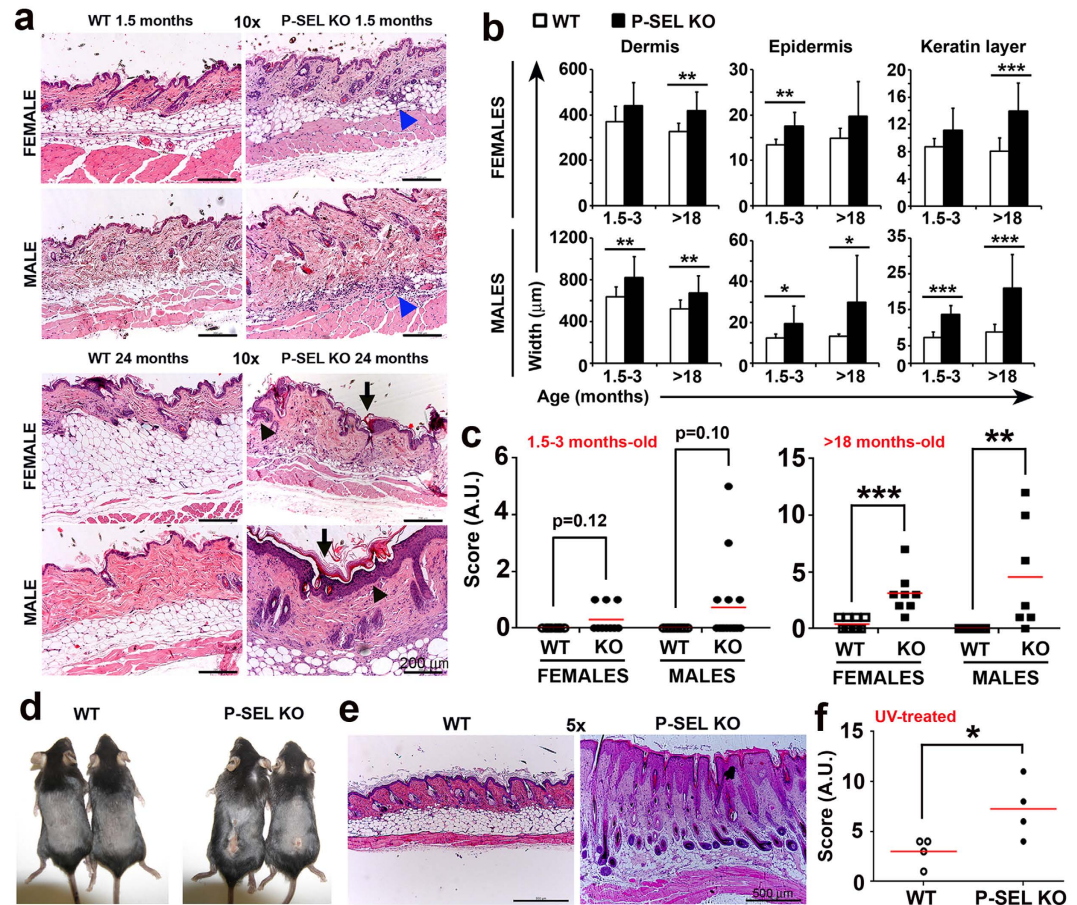 a
WT 1.5 months 10x P-SEL KO 1.5 months
FEMALE
MALE
WT 24 months 10x P-SEL KO 24 months
FEMALE
MALE
200 µm
b
WT P-SEL KO
Dermis Epidermis Keratin layer
FEMALES
600
400
200
0
** 
1.5-3 >18
30
20
10
0
**
1.5-3 >18
20
16
12
8
4
0
***
1.5-3 >18
MALES
Width (µm)
1200
900
600
300
0
** **
1.5-3 >18
60
40
20
0
* *
1.5-3 >18
35
25
15
5
0
*** ***
1.5-3 >18
Age (months)
c
1.5-3 months-old
Score (A.U.)
6
4
2
0
p=0.12
p=0.10
WT KO WT KO
FEMALES MALES
>18 months-old
15
10
5
0
*** **
WT KO WT KO
FEMALES MALES
d
WT P-SEL KO
e
WT 5x P-SEL KO
500 µm
f
UV-treated
Score (A.U.)
15
10
5
0
*
WT P-SEL KO